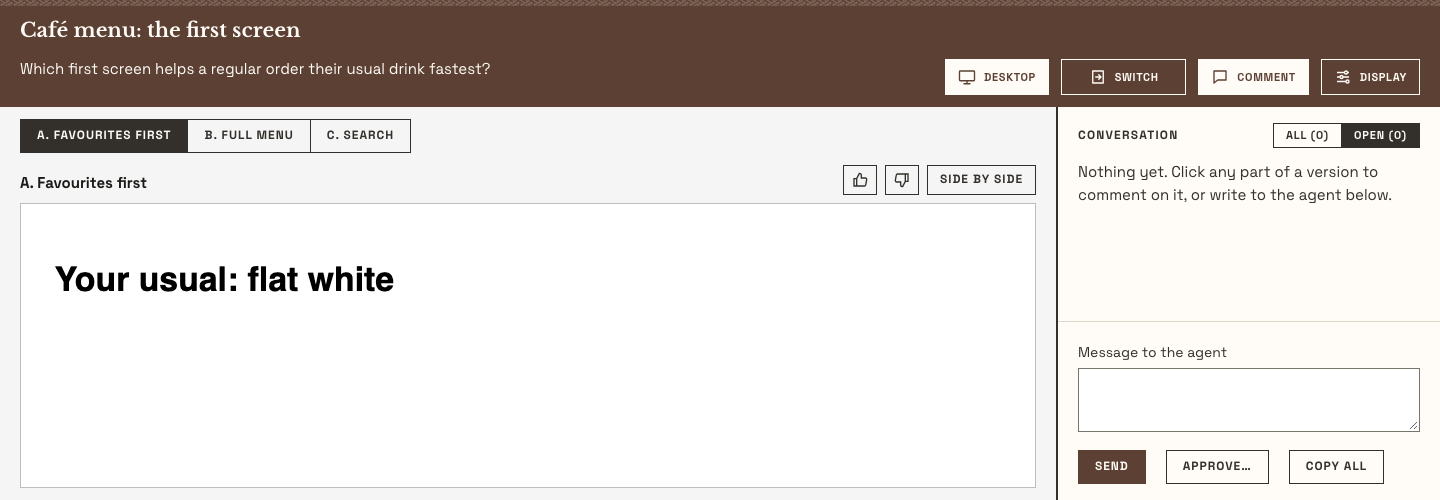 Café menu: the first screen
Which first screen helps a regular order their usual drink fastest?
DESKTOP
SWITCH
COMMENT
DISPLAY
A. FAVOURITES FIRST
B. FULL MENU
C. SEARCH
A. Favourites first
SIDE BY SIDE
Your usual: flat white
CONVERSATION
ALL (0)
OPEN (0)
Nothing yet. Click any part of a version to
comment on it, or write to the agent below.
Message to the agent
SEND
APPROVE…
COPY ALL